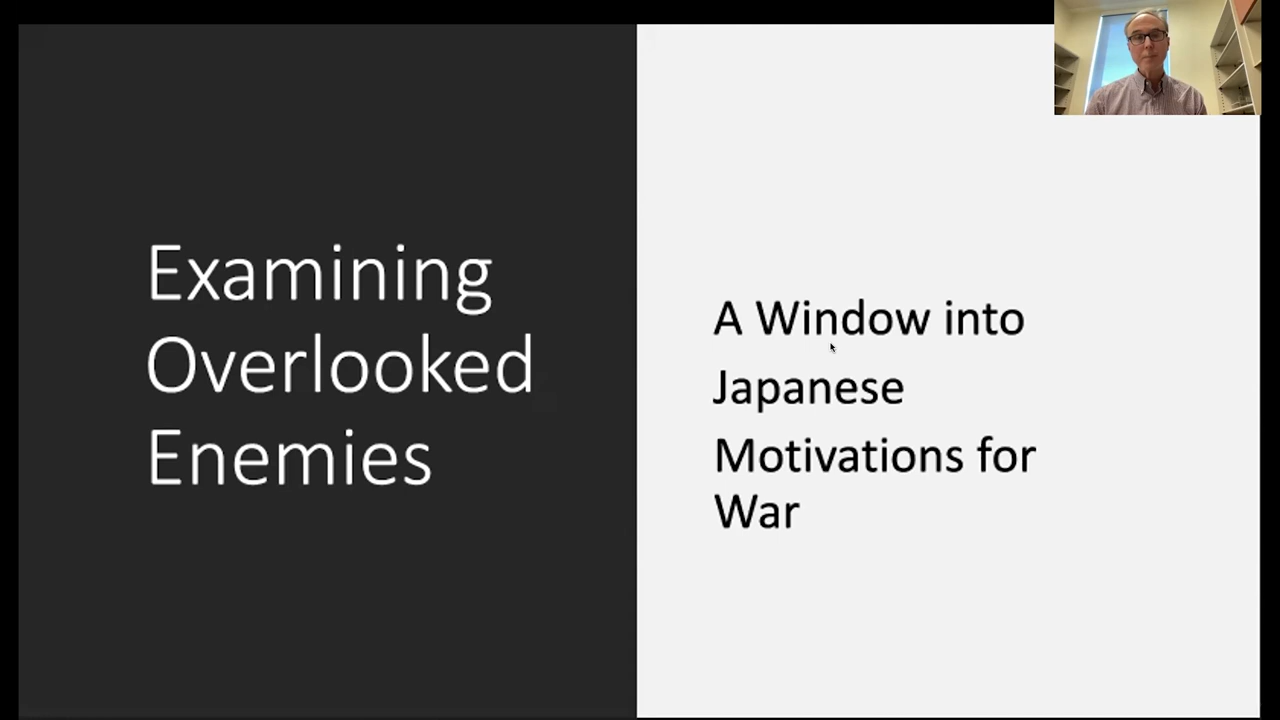 Examining
Overlooked
Enemies
A Window into
Japanese
Motivations for
War